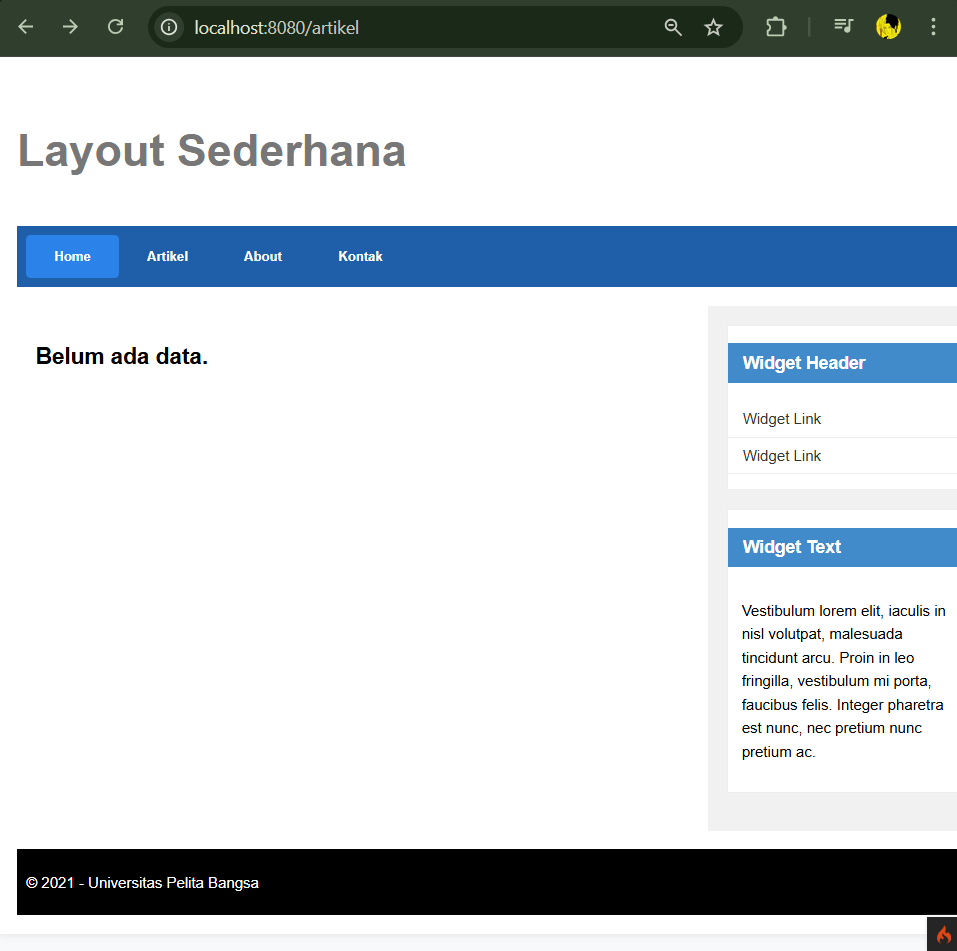 localhost:8080/artikel
Layout Sederhana
Home Artikel About Kontak
Belum ada data.
Widget Header
Widget Link
Widget Link
Widget Text
Vestibulum lorem elit, iaculis in
nisl volutpat, malesuada
tincidunt arcu. Proin in leo
fringilla, vestibulum mi porta,
faucibus felis. Integer pharetra
est nunc, nec pretium nunc
pretium ac.
© 2021 - Universitas Pelita Bangsa